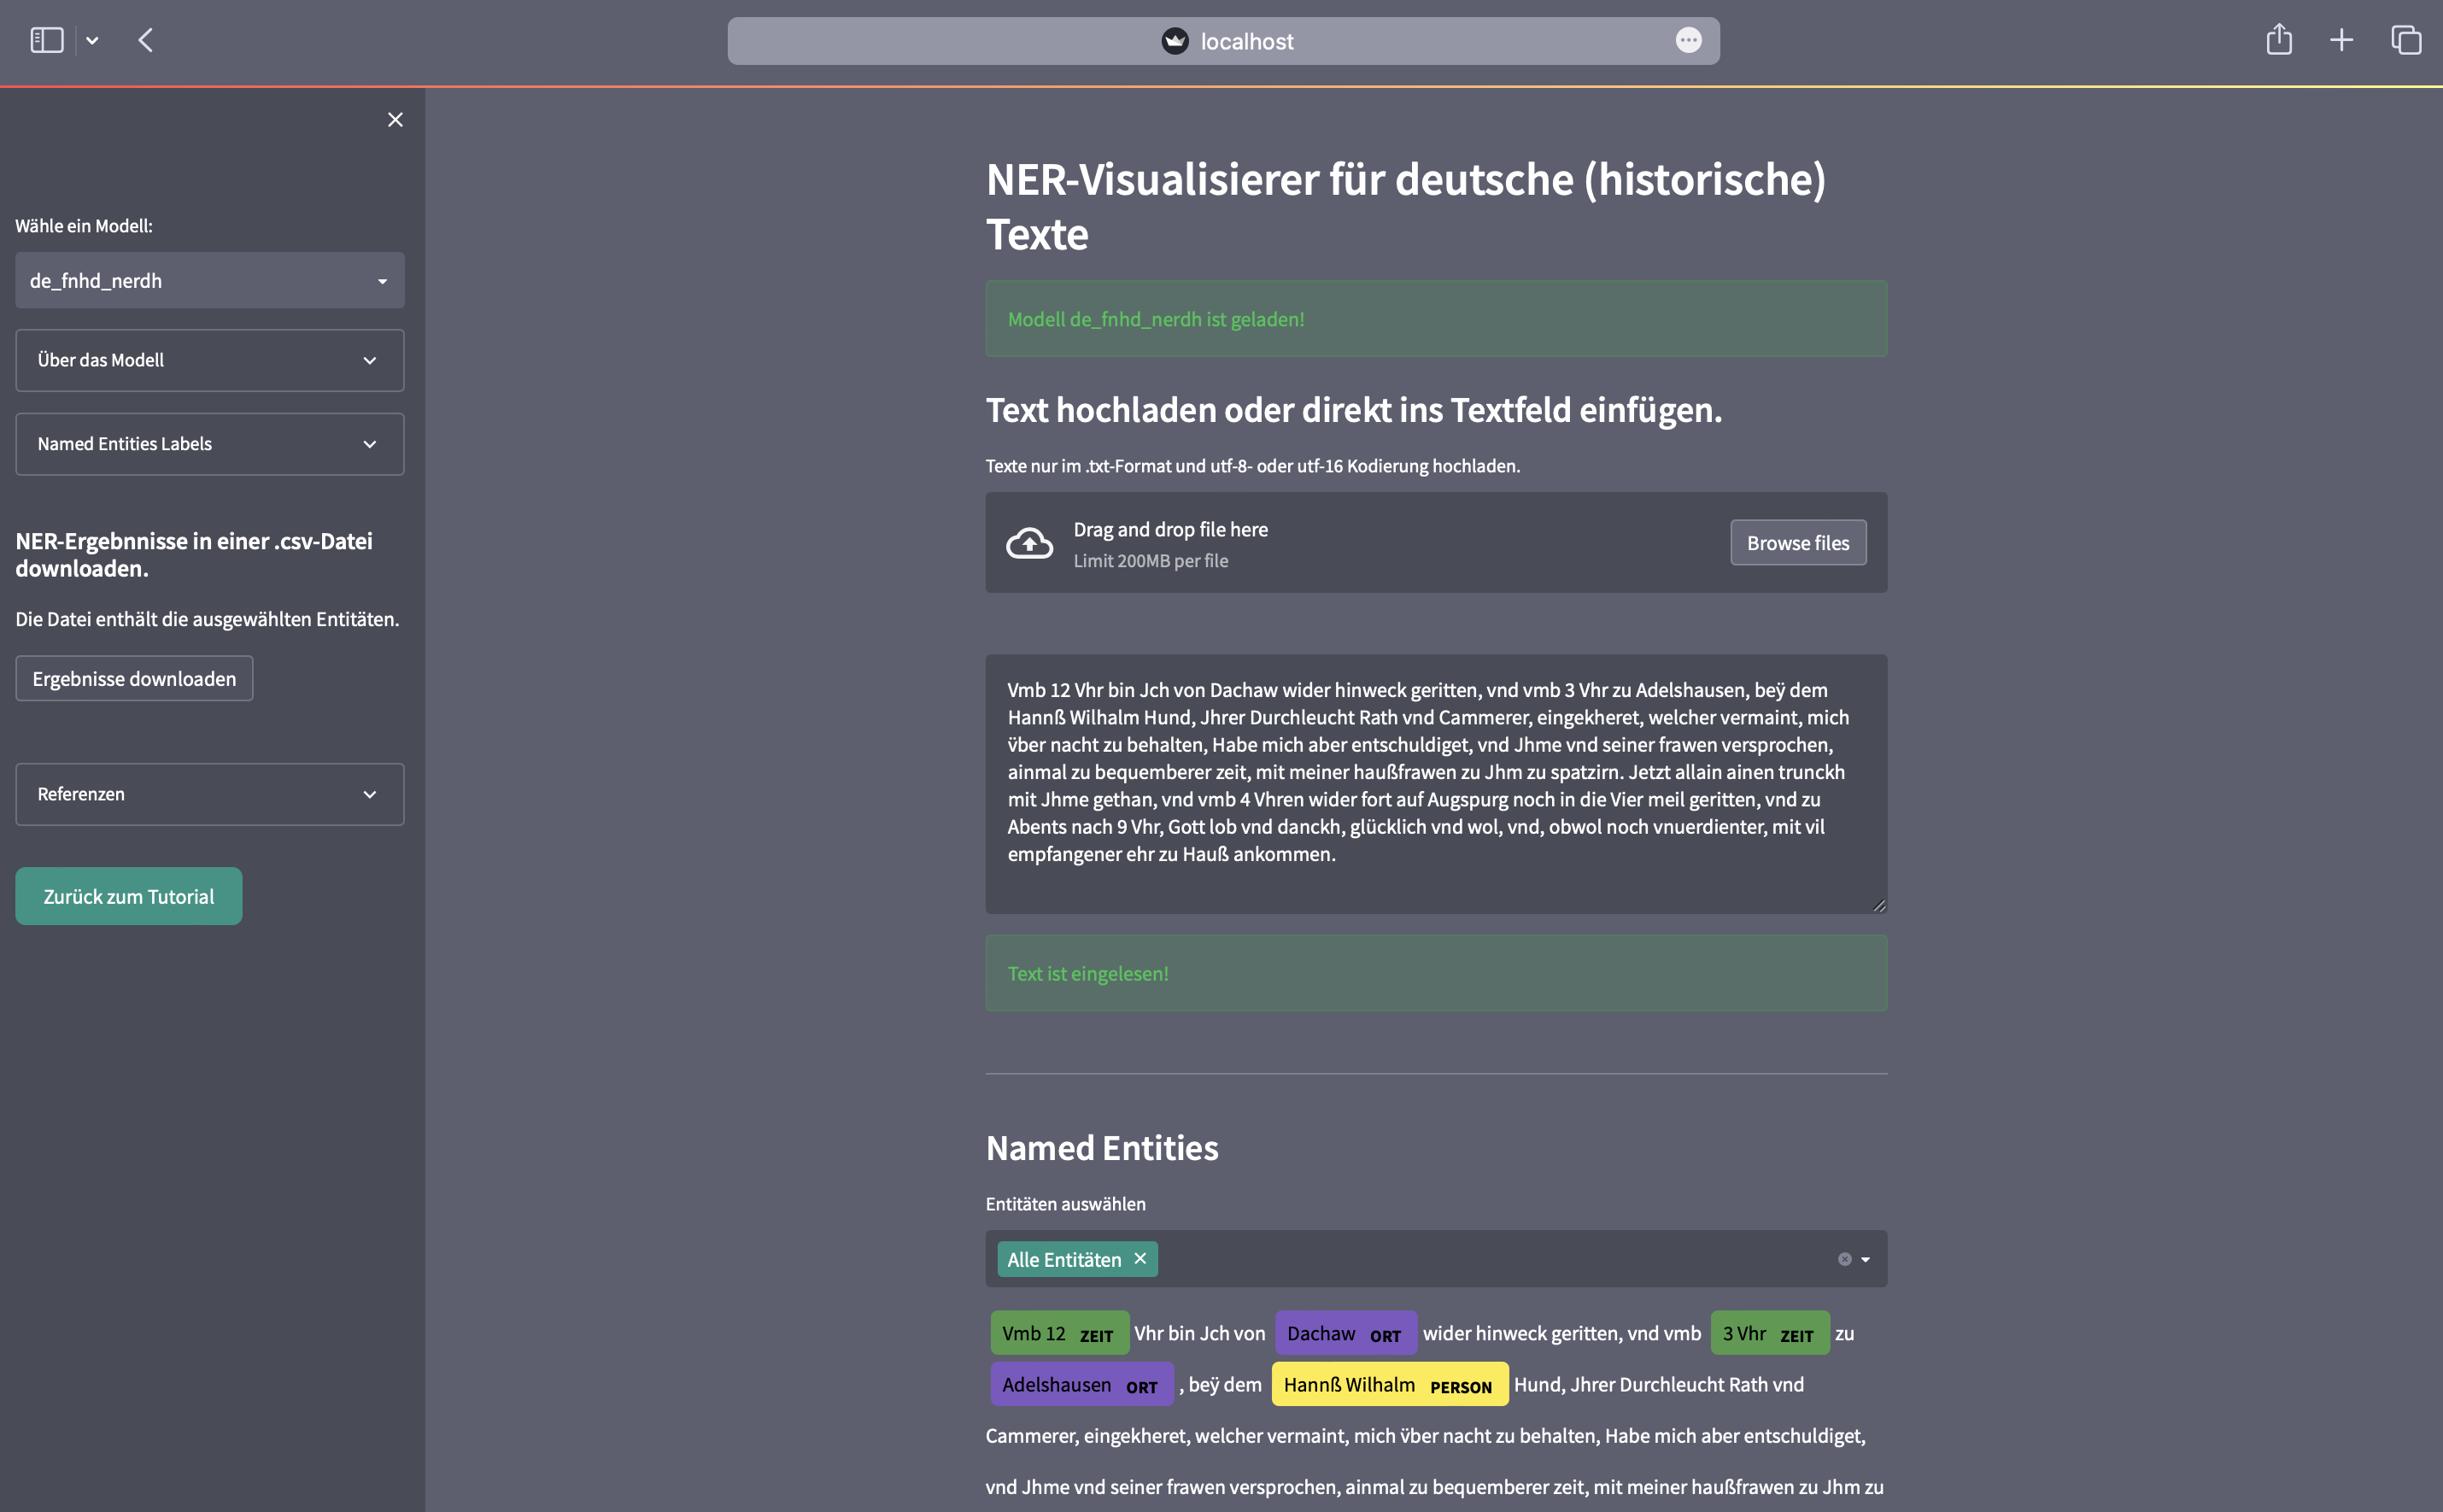 localhost
Wähle ein Modell:
de_fnhd_nerdh
Über das Modell
Named Entities Labels
NER-Ergebnnisse in einer .csv-Datei
downloaden.
Die Datei enthält die ausgewählten Entitäten.
Ergebnisse downloaden
Referenzen
Zurück zum Tutorial
NER-Visualisierer für deutsche (historische)
Texte
Modell de_fnhd_nerdh ist geladen!
Text hochladen oder direkt ins Textfeld einfügen.
Texte nur im .txt-Format und utf-8- oder utf-16 Kodierung hochladen.
Drag and drop file here
Limit 200MB per file
Browse files
Vmb 12 Vhr bin Jch von Dachaw wider hinweck geritten, vnd vmb 3 Vhr zu Adelshausen, beÿ dem
Hannß Wilhalm Hund, Jhrer Durchleucht Rath vnd Cammerer, eingekheret, welcher vermaint, mich
v̈ber nacht zu behalten, Habe mich aber entschuldiget, vnd Jhme vnd seiner frawen versprochen,
ainmal zu bequemberer zeit, mit meiner haußfrawen zu Jhm zu spatzirn. Jetzt allain ainen trunckh
mit Jhme gethan, vnd vmb 4 Vhren wider fort auf Augspurg noch in die Vier meil geritten, vnd zu
Abents nach 9 Vhr, Gott lob vnd danckh, glücklich vnd wol, vnd, obwol noch vnuerdienter, mit vil
empfangener ehr zu Hauß ankommen.
Text ist eingelesen!
Named Entities
Entitäten auswählen
Alle Entitäten
Vmb 12 ZEIT Vhr bin Jch von Dachaw ORT wider hinweck geritten, vnd vmb 3 Vhr ZEIT zu
Adelshausen ORT , beÿ dem Hannß Wilhalm PERSON Hund, Jhrer Durchleucht Rath vnd
Cammerer, eingekheret, welcher vermaint, mich v̈ber nacht zu behalten, Habe mich aber entschuldiget,
vnd Jhme vnd seiner frawen versprochen, ainmal zu bequemberer zeit, mit meiner haußfrawen zu Jhm zu